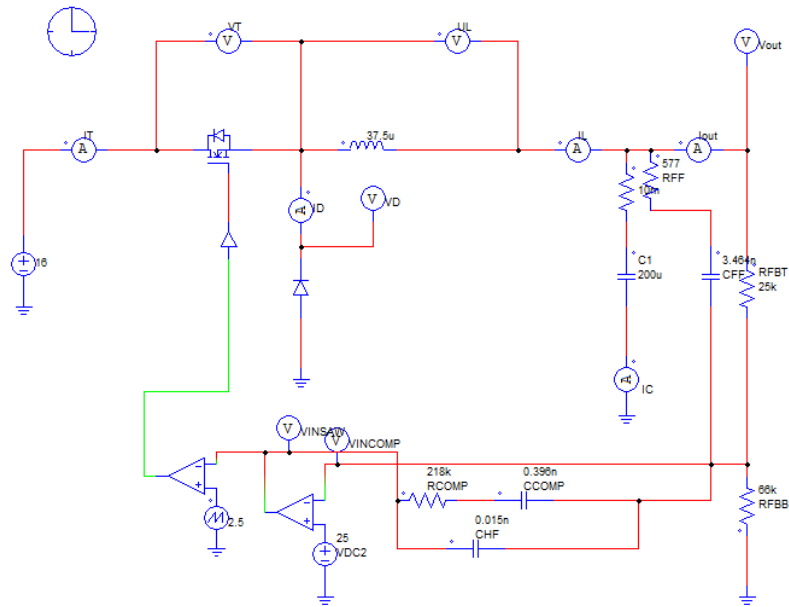 VT
UL
V
V
V
Vout
IT
A
37.5u
IL
A
Iout
A
577
RFF
10m
ID
A
V
VD
16
C1
200u
3.464n
CFF
RFBT
25k
A
IC
V
VINSAW
V
VINCOMP
218k
RCOMP
0.396n
CCOMP
66k
RFBB
2.5
0.015n
CHF
25
VDC2